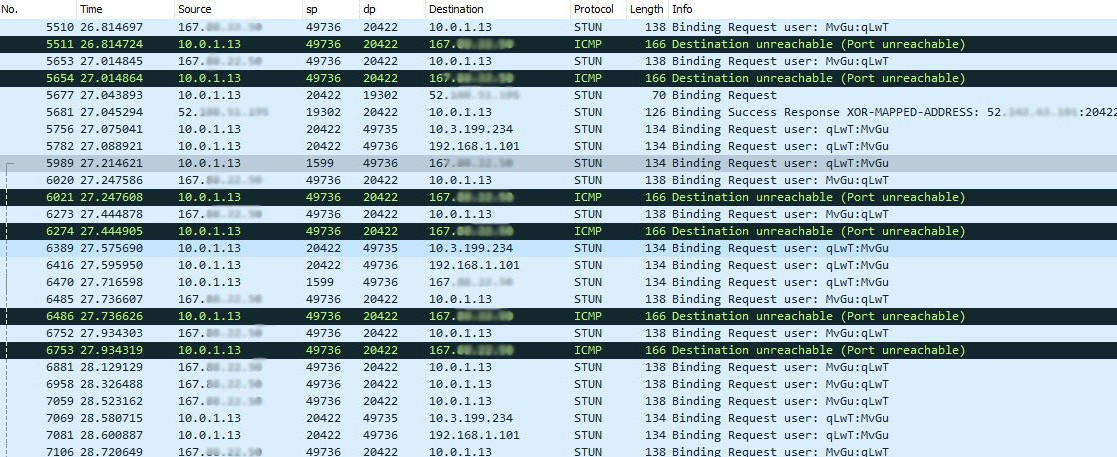 No. Time Source sp dp Destination Protocol Length Info
5510 26.814697 167. 49736 20422 10.0.1.13 STUN 138 Binding Request user: MvGu:qLwT
5511 26.814724 10.0.1.13 49736 20422 167. ICMP 166 Destination unreachable (Port unreachable)
5653 27.014845 167. 49736 20422 10.0.1.13 STUN 138 Binding Request user: MvGu:qLwT
5654 27.014864 10.0.1.13 49736 20422 167. ICMP 166 Destination unreachable (Port unreachable)
5677 27.043893 10.0.1.13 20422 19302 52. STUN 70 Binding Request
5681 27.045294 52. 19302 20422 10.0.1.13 STUN 126 Binding Success Response XOR-MAPPED-ADDRESS: 52. :20422
5756 27.075041 10.0.1.13 20422 49735 10.3.199.234 STUN 134 Binding Request user: qLwT:MvGu
5782 27.088921 10.0.1.13 20422 49736 192.168.1.101 STUN 134 Binding Request user: qLwT:MvGu
5989 27.214621 10.0.1.13 1599 49736 167. STUN 134 Binding Request user: qLwT:MvGu
6020 27.247586 167. 49736 20422 10.0.1.13 STUN 138 Binding Request user: MvGu:qLwT
6021 27.247608 10.0.1.13 49736 20422 167. ICMP 166 Destination unreachable (Port unreachable)
6273 27.444878 167. 49736 20422 10.0.1.13 STUN 138 Binding Request user: MvGu:qLwT
6274 27.444905 10.0.1.13 49736 20422 167. ICMP 166 Destination unreachable (Port unreachable)
6389 27.575690 10.0.1.13 20422 49735 10.3.199.234 STUN 134 Binding Request user: qLwT:MvGu
6416 27.595950 10.0.1.13 20422 49736 192.168.1.101 STUN 134 Binding Request user: qLwT:MvGu
6470 27.716598 10.0.1.13 1599 49736 167. STUN 134 Binding Request user: qLwT:MvGu
6485 27.736607 167. 49736 20422 10.0.1.13 STUN 138 Binding Request user: MvGu:qLwT
6486 27.736626 10.0.1.13 49736 20422 167. ICMP 166 Destination unreachable (Port unreachable)
6752 27.934303 167. 49736 20422 10.0.1.13 STUN 138 Binding Request user: MvGu:qLwT
6753 27.934319 10.0.1.13 49736 20422 167. ICMP 166 Destination unreachable (Port unreachable)
6881 28.129129 167. 49736 20422 10.0.1.13 STUN 138 Binding Request user: MvGu:qLwT
6958 28.326488 167. 49736 20422 10.0.1.13 STUN 138 Binding Request user: MvGu:qLwT
7059 28.523162 167. 49736 20422 10.0.1.13 STUN 138 Binding Request user: MvGu:qLwT
7069 28.580715 10.0.1.13 20422 49735 10.3.199.234 STUN 134 Binding Request user: qLwT:MvGu
7081 28.600887 10.0.1.13 20422 49736 192.168.1.101 STUN 134 Binding Request user: qLwT:MvGu
7106 28.720649 167. 49736 20422 10.0.1.13 STUN 138 Binding Request user: MvGu:qLwT